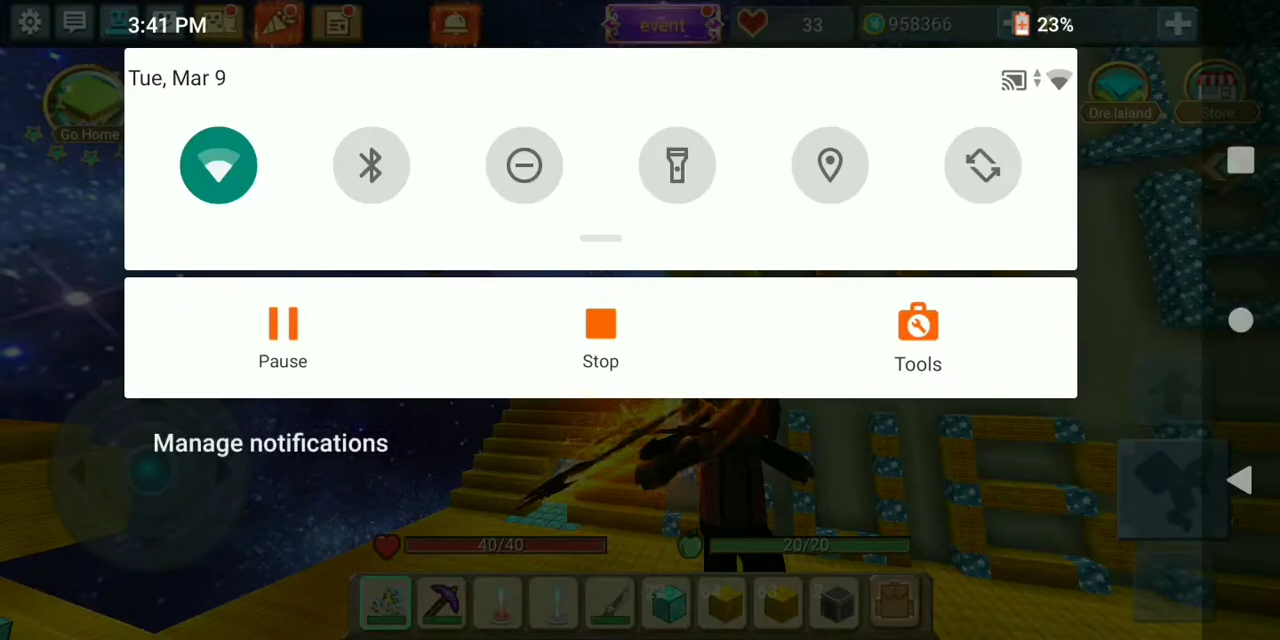 3:41 PM
event
33
958366
23%
Tue, Mar 9
Go Home
Ore Island
Store
Pause
Stop
Tools
Manage notifications
40/40
20/20